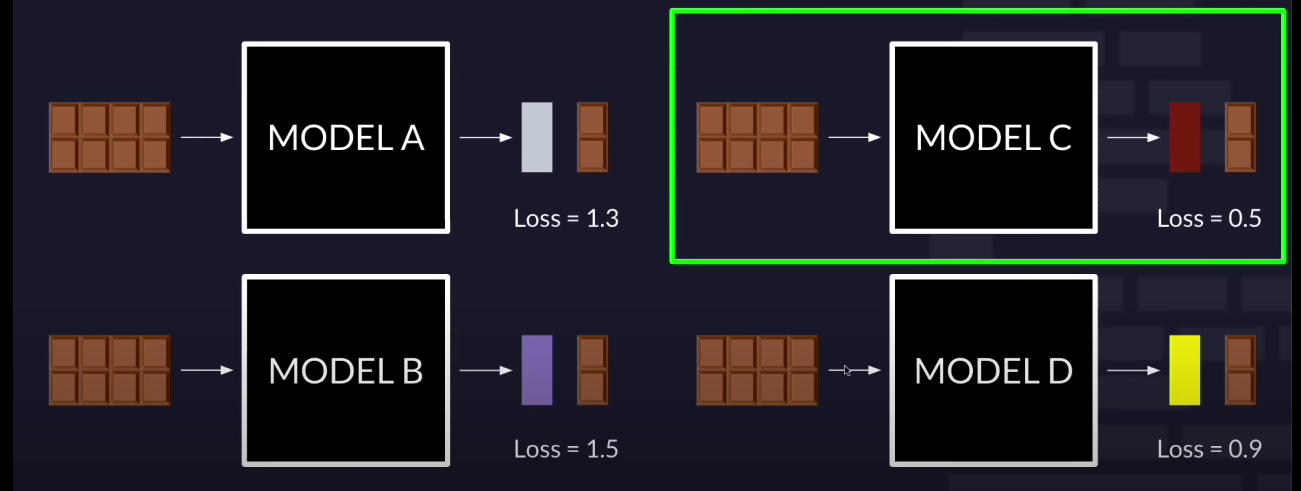 MODEL A
Loss = 1.3
MODEL C
Loss = 0.5
MODEL B
Loss = 1.5
MODEL D
Loss = 0.9